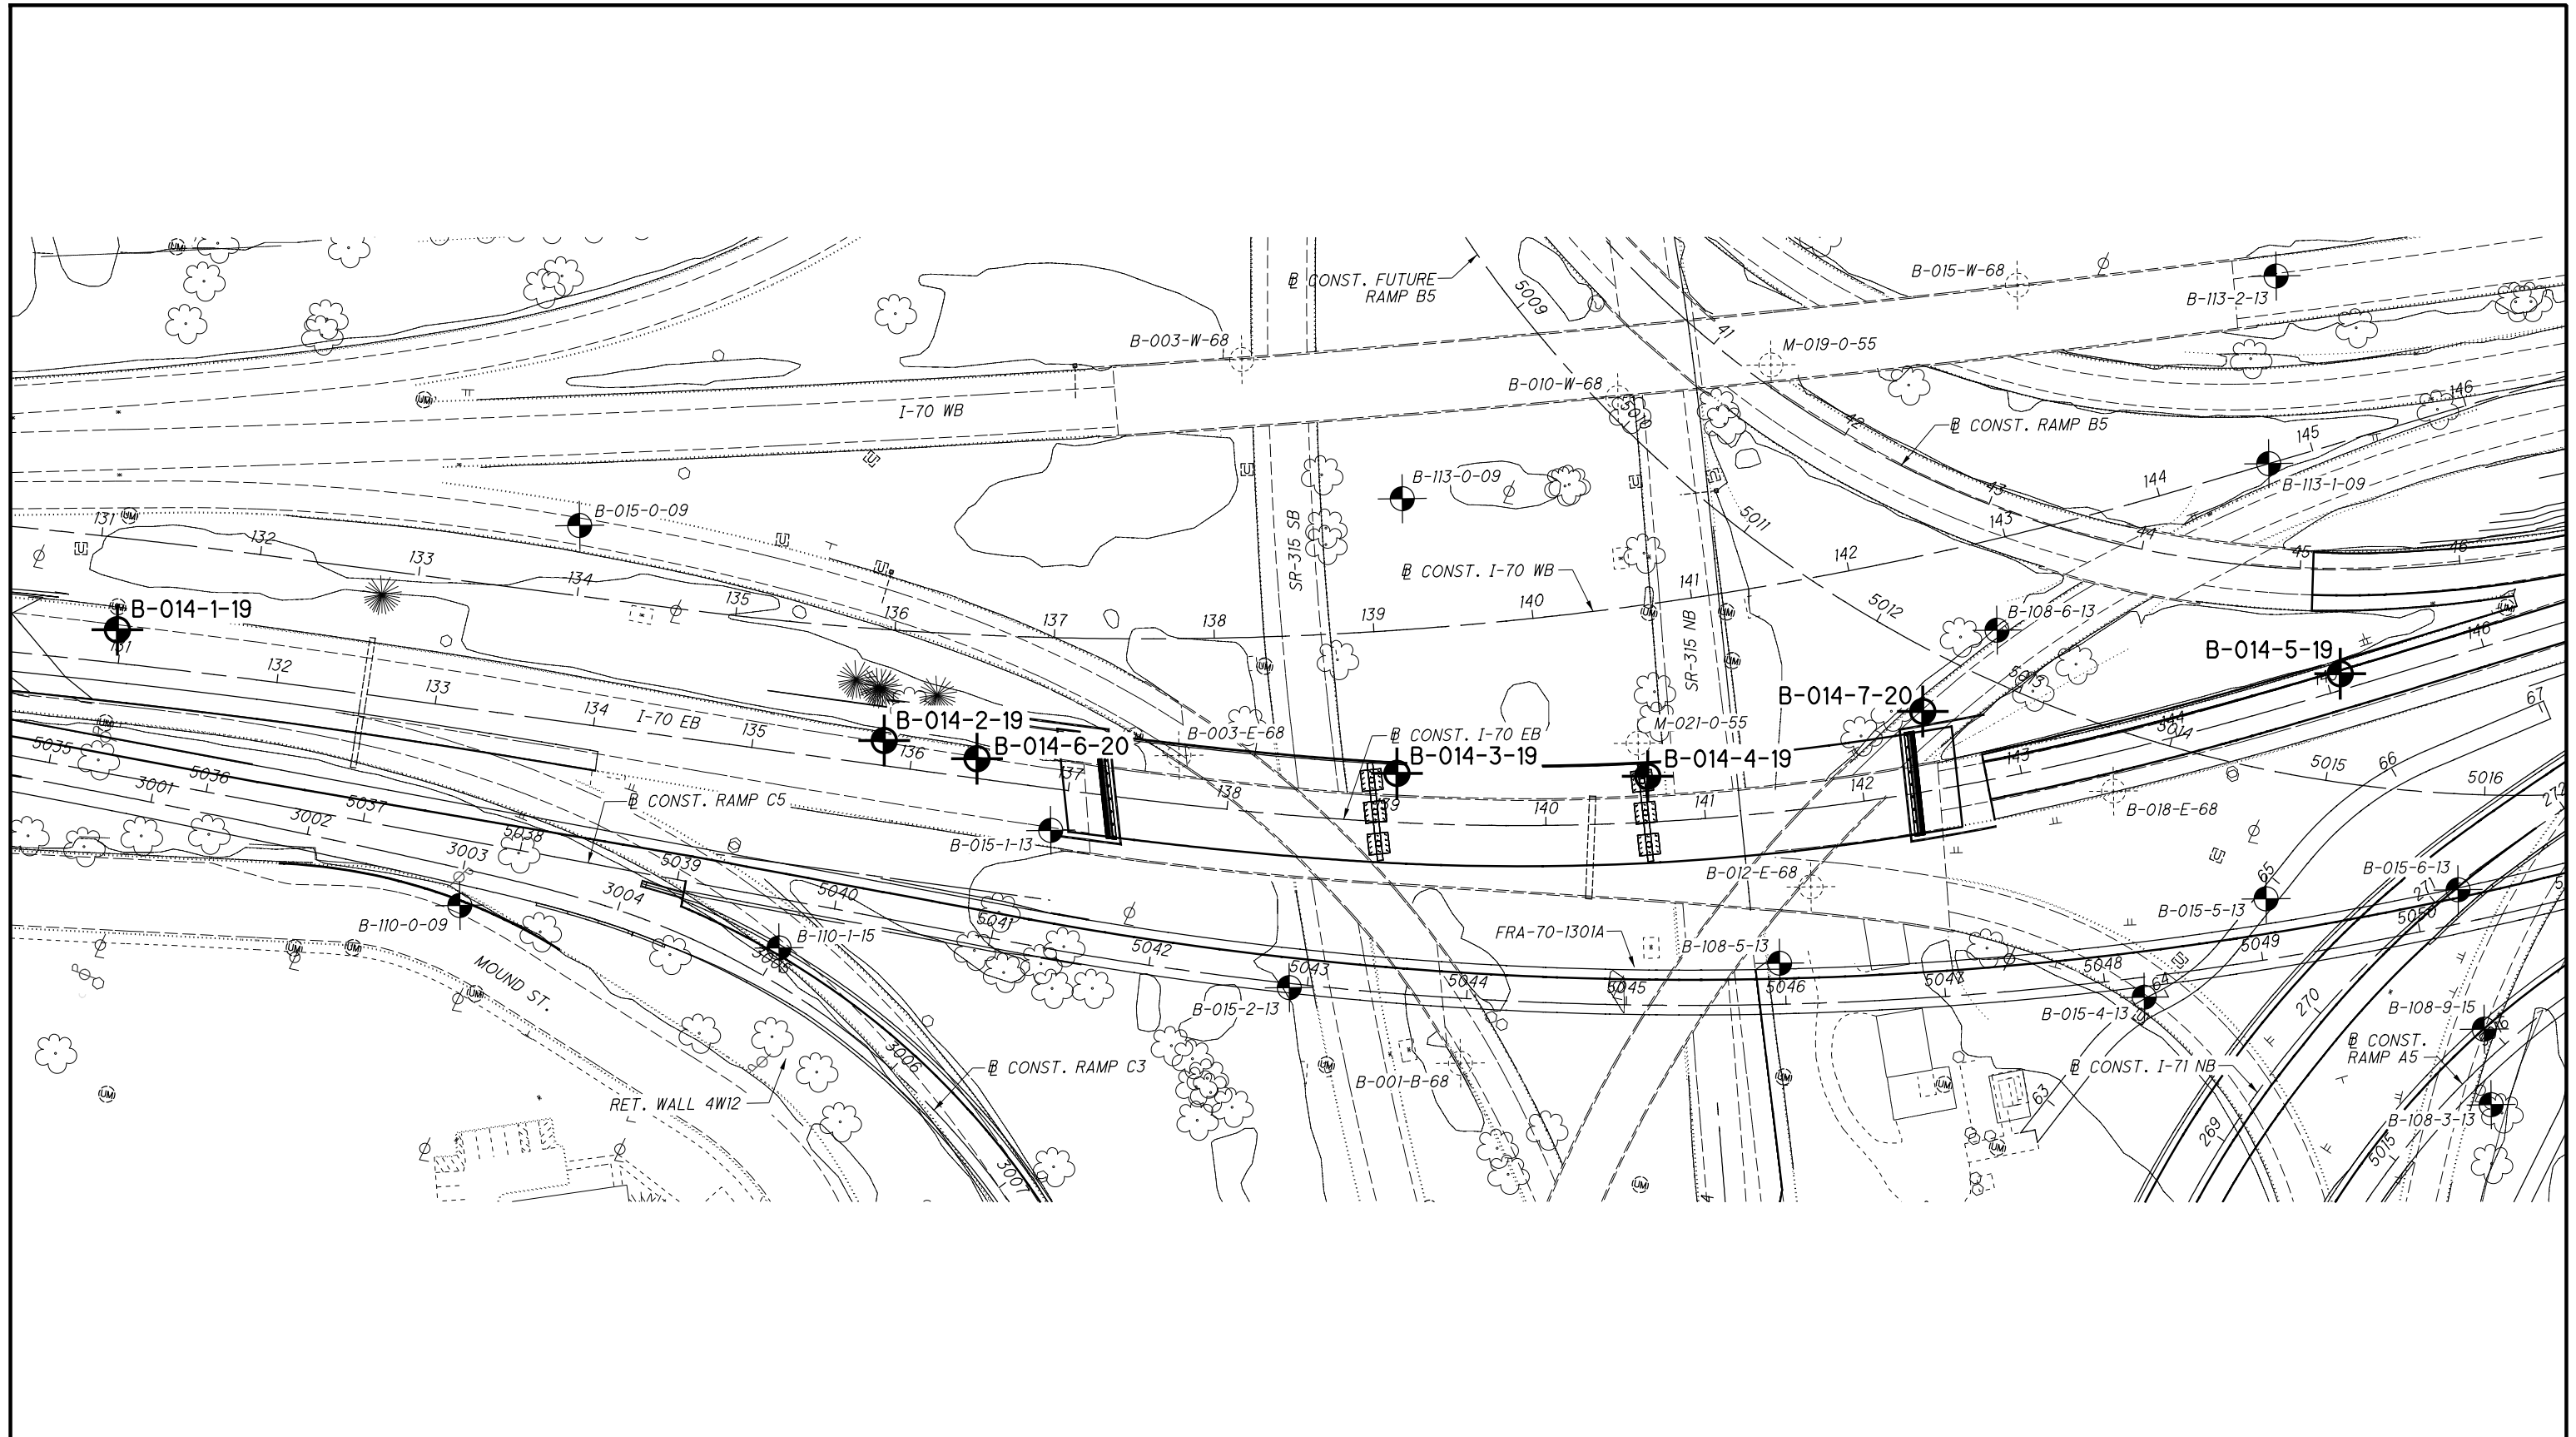 B-015-W-68
B-113-2-13
℄ CONST. FUTURE
RAMP B5
5009
41
B-003-W-68
M-019-0-55
B-010-W-68
I-70 WB
42
℄ CONST. RAMP B5
146
145
144
B-113-0-09
B-113-1-09
43
143
B-015-0-09
5011
131
132
133
134
SR-315 SB
142
44
45
46
℄ CONST. I-70 WB
141
135
136
137
138
139
140
5012
B-014-1-19
B-108-6-13
131
132
133
134
I-70 EB
135
SR-315 NB
B-014-5-19
146
5013
B-014-7-20
67
B-014-2-19
M-021-0-55
B-003-E-68
℄ CONST. I-70 EB
144
5014
B-014-6-20
136
137
B-014-3-19
B-014-4-19
143
5015
66
5016
5035
5036
3001
5037
℄ CONST. RAMP C5
138
139
140
141
142
B-018-E-68
272
3002
5038
B-015-1-13
3003
5039
B-012-E-68
65
B-015-6-13
271
3004
5040
B-015-5-13
5050
B-110-0-09
5041
B-110-1-15
FRA-70-1301A
B-108-5-13
5042
5049
3005
MOUND ST.
5043
5044
5045
5046
5047
5048
64
B-015-2-13
B-015-4-13
270
B-108-9-15
℄ CONST.
RAMP A5
3006
℄ CONST. RAMP C3
B-001-B-68
℄ CONST. I-71 NB
RET. WALL 4W12
63
B-108-3-13
269
5015
3007